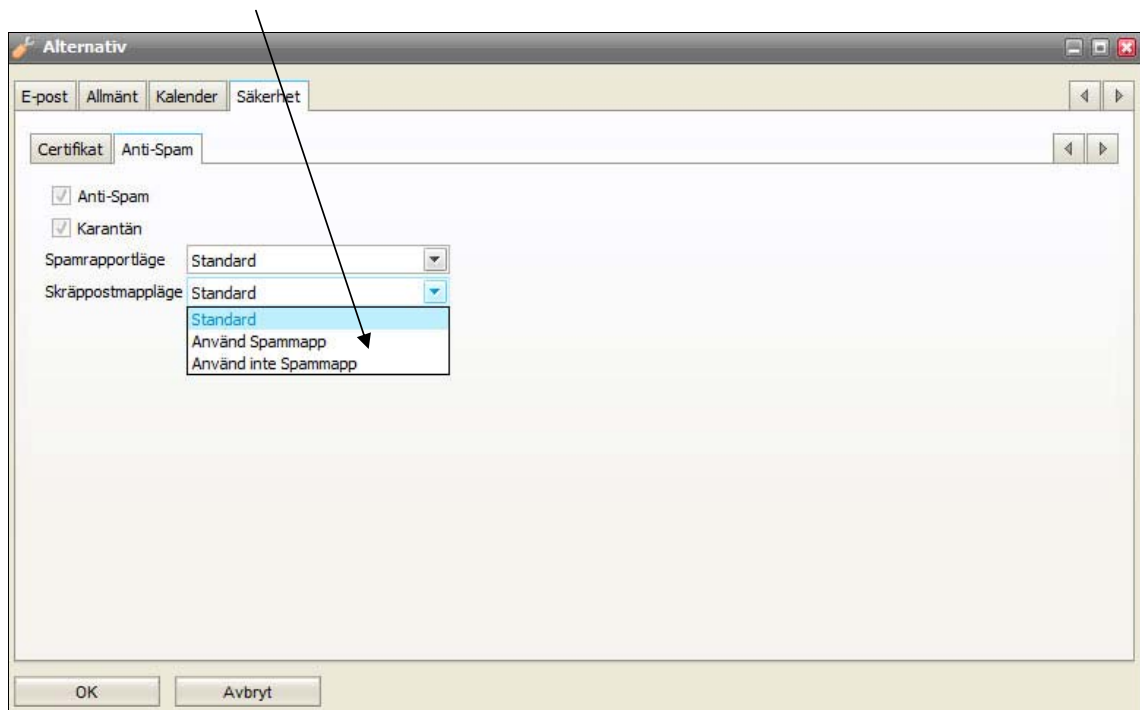 Alternativ
E-post Allmänt Kalender Säkerhet
Certifikat Anti-Spam
Anti-Spam
Karantän
Spamrapportläge Standard
Skräppostmappläge Standard
Standard
Använd Spammapp
Använd inte Spammapp
OK Avbryt